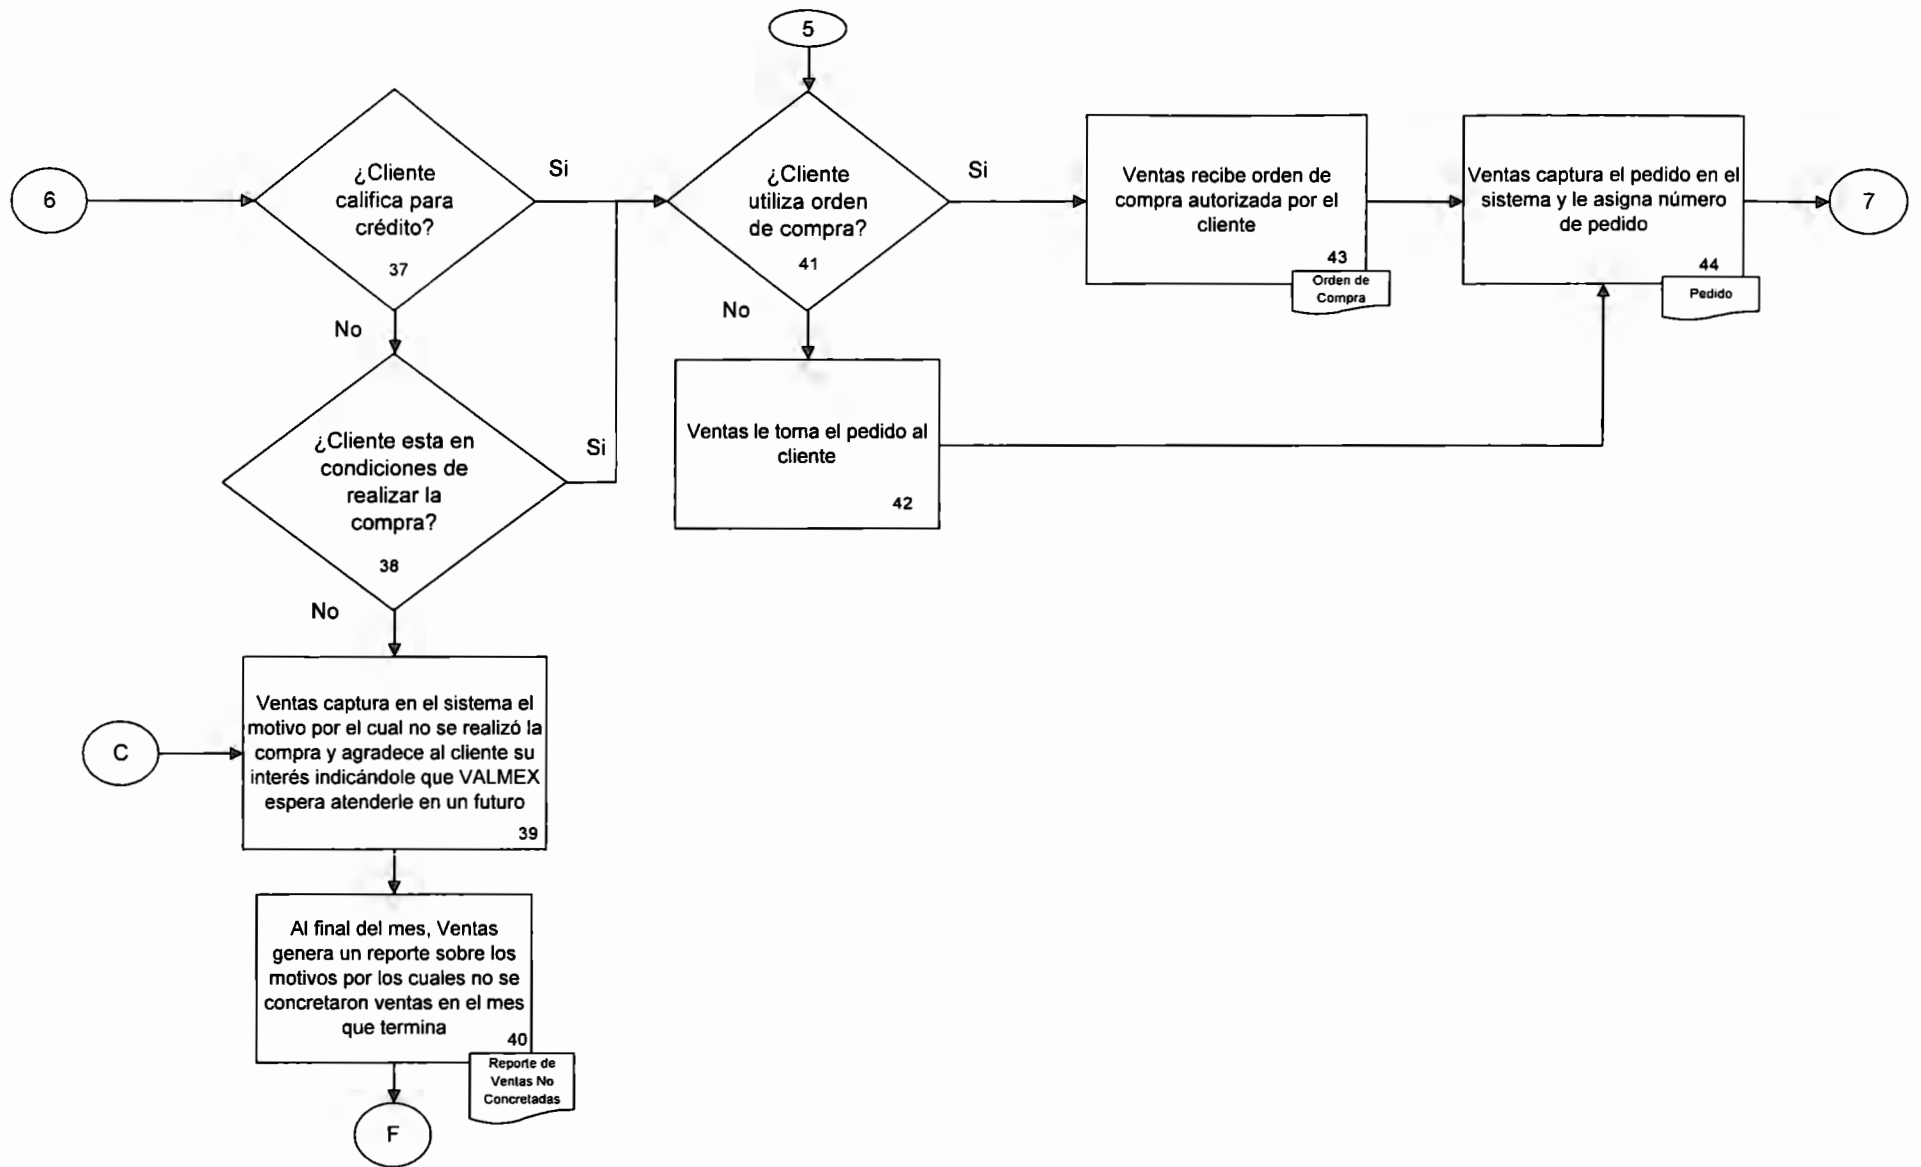 5
6
¿Cliente
califica para
crédito?
37
Si
¿Cliente
utiliza orden
de compra?
41
Si
Ventas recibe orden de
compra autorizada por el
cliente
43
Orden de
Compra
Ventas captura el pedido en el
sistema y le asigna número
de pedido
44
Pedido
7
No
No
¿Cliente esta en
condiciones de
realizar la
compra?
38
Si
Ventas le toma el pedido al
cliente
42
No
C
Ventas captura en el sistema el
motivo por el cual no se realizó la
compra y agradece al cliente su
interés indicándole que VALMEX
espera atenderle en un futuro
39
Al final del mes, Ventas
genera un reporte sobre los
motivos por los cuales no se
concretaron ventas en el mes
que termina
40
Reporte de
Ventas No
Concretadas
F